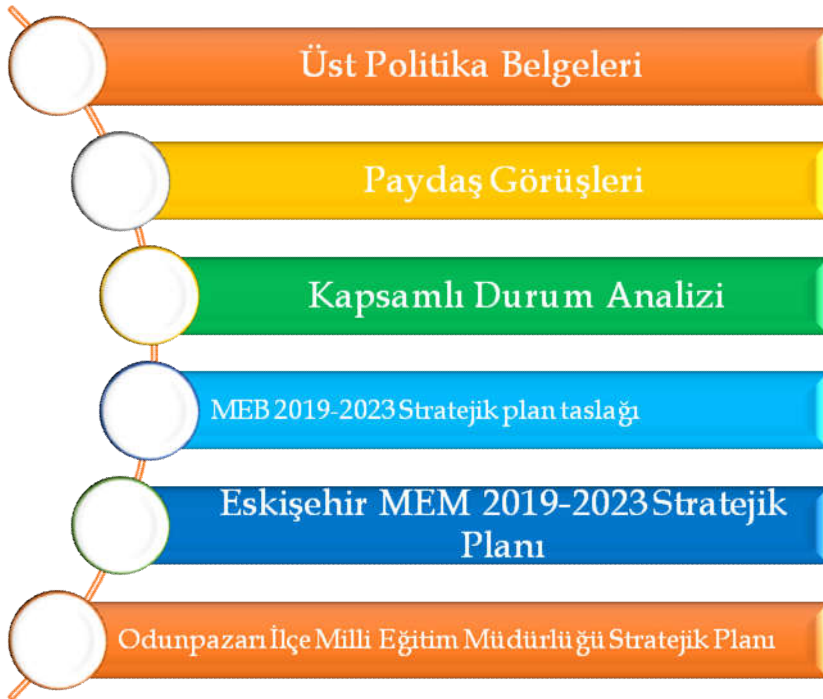 Üst Politika Belgeleri
Paydaş Görüşleri
Kapsamlı Durum Analizi
MEB 2019-2023 Stratejik plan taslağı
Eskişehir MEM 2019-2023 Stratejik
Planı
Odunpazarı İlçe Milli Eğitim Müdürlüğü Stratejik Planı